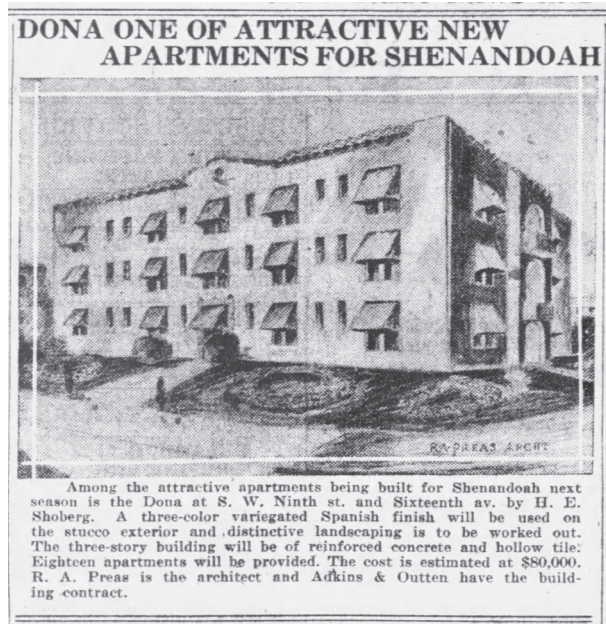 DONA ONE OF ATTRACTIVE NEW
APARTMENTS FOR SHENANDOAH
R.A. PREAS ARCHT.
Among the attractive apartments being built for Shenandoah next
season is the Dona at S. W. Ninth st. and Sixteenth av. by H. E.
Shoberg. A three-color variegated Spanish finish will be used on
the stucco exterior and distinctive landscaping is to be worked out.
The three-story building will be of reinforced concrete and hollow tile.
Eighteen apartments will be provided. The cost is estimated at $80,000.
R. A. Preas is the architect and Adkins & Outten have the build-
ing contract.